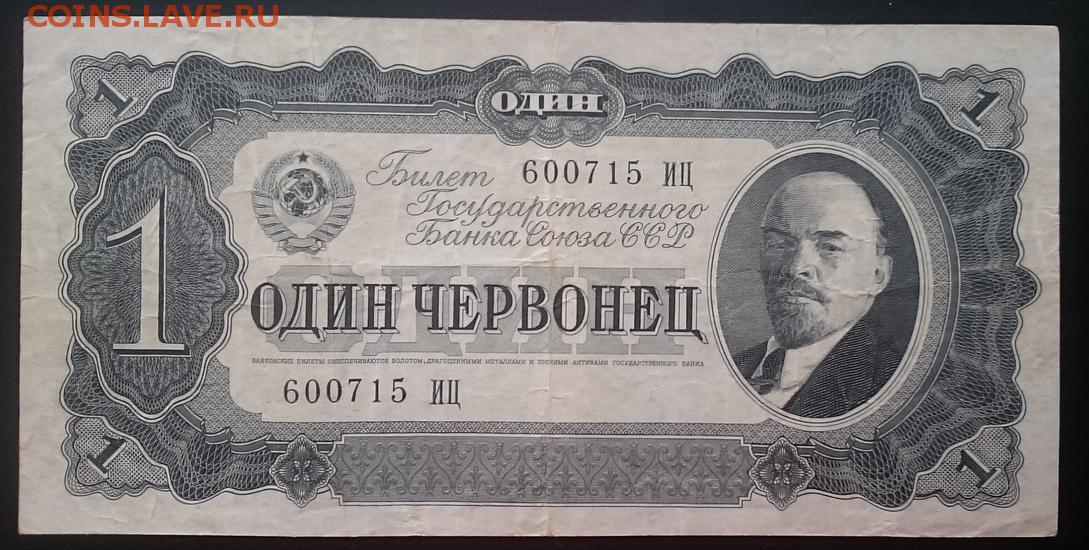 COINS.LAVE.RU
ОДИН
1 1
Билет 600715 ИЦ
Государственного
Банка Союза ССР
1
ОДИН
ОДИН ЧЕРВОНЕЦ
БАНКОВСКИЕ БИЛЕТЫ ОБЕСПЕЧИВАЮТСЯ ЗОЛОТОМ, ДРАГОЦЕННЫМИ МЕТАЛЛАМИ И ПРОЧИМИ АКТИВАМИ ГОСУДАРСТВЕННОГО БАНКА
600715 ИЦ
1 1